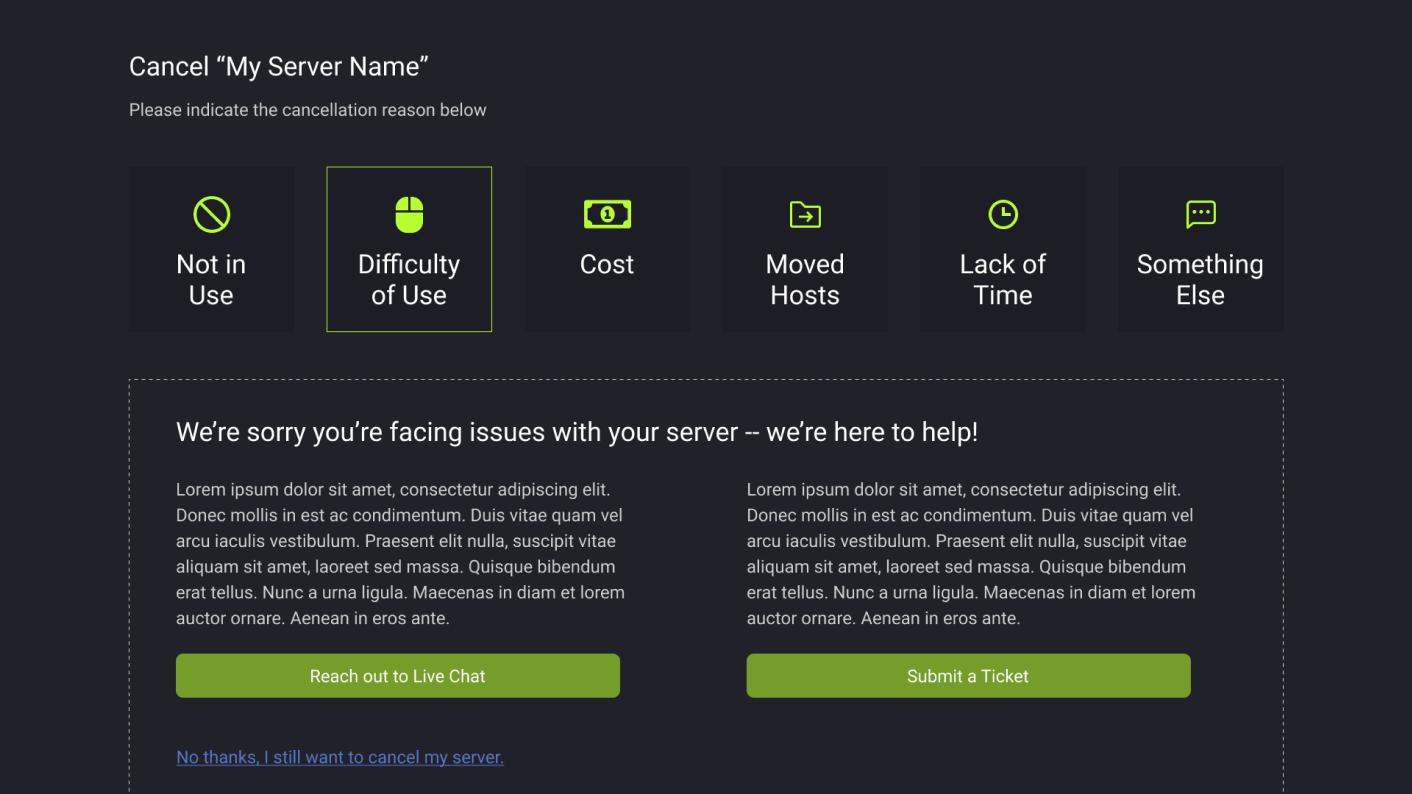 Cancel “My Server Name”
Please indicate the cancellation reason below
Not in
Use
Difficulty
of Use
1
Cost
Moved
Hosts
Lack of
Time
Something
Else
We’re sorry you’re facing issues with your server -- we’re here to help!
Lorem ipsum dolor sit amet, consectetur adipiscing elit.
Donec mollis in est ac condimentum. Duis vitae quam vel
arcu iaculis vestibulum. Praesent elit nulla, suscipit vitae
aliquam sit amet, laoreet sed massa. Quisque bibendum
erat tellus. Nunc a urna ligula. Maecenas in diam et lorem
auctor ornare. Aenean in eros ante.
Reach out to Live Chat
Lorem ipsum dolor sit amet, consectetur adipiscing elit.
Donec mollis in est ac condimentum. Duis vitae quam vel
arcu iaculis vestibulum. Praesent elit nulla, suscipit vitae
aliquam sit amet, laoreet sed massa. Quisque bibendum
erat tellus. Nunc a urna ligula. Maecenas in diam et lorem
auctor ornare. Aenean in eros ante.
Submit a Ticket
No thanks, I still want to cancel my server.